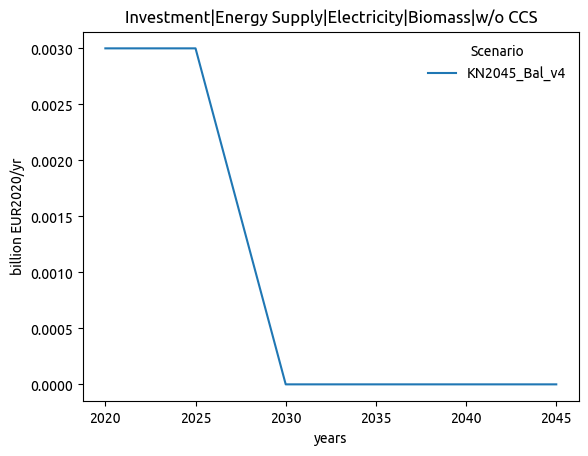 Investment|Energy Supply|Electricity|Biomass|w/o CCS
Scenario
KN2045_Bal_v4
billion EUR2020/yr
0.0030
0.0025
0.0020
0.0015
0.0010
0.0005
0.0000
2020 2025 2030 2035 2040 2045
years